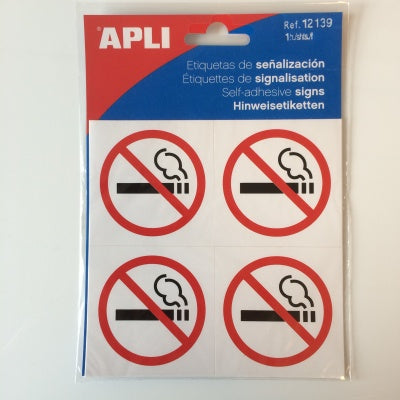 APLI
Ref. 12139
Etiquetas de señalización
Étiquettes de signalisation
Self-adhesive signs
Hinweisetiketten